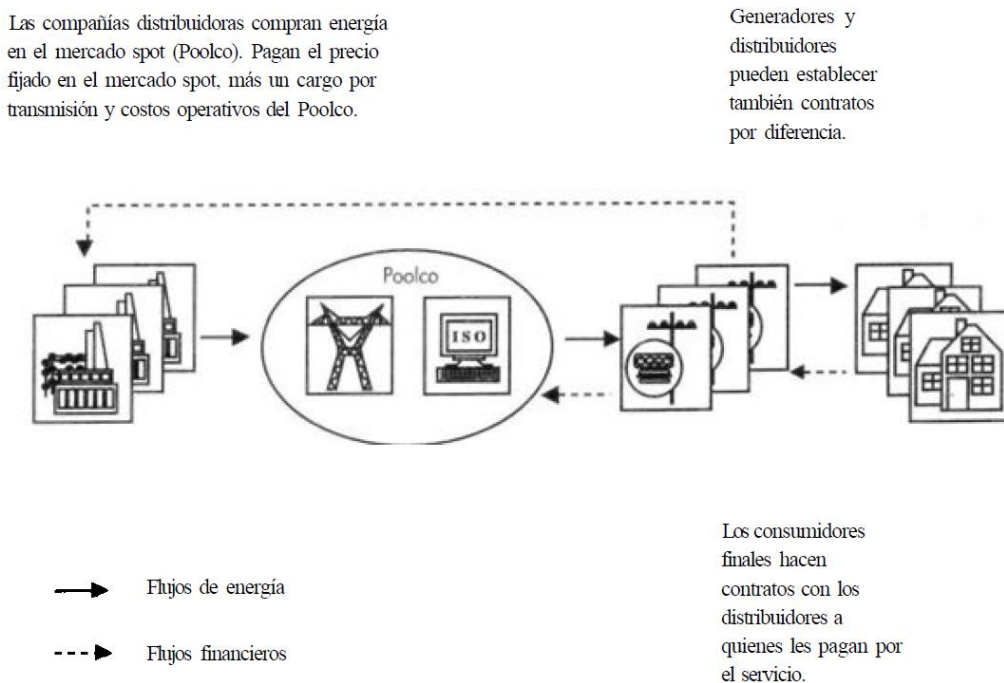 Las compañías distribuidoras compran energía
en el mercado spot (Poolco). Pagan el precio
fijado en el mercado spot, más un cargo por
transmisión y costos operativos del Poolco.
Generadores y
distribuidores
pueden establecer
también contratos
por diferencia.
Poolco
ISO
Los consumidores
finales hacen
contratos con los
distribuidores a
quienes les pagan por
el servicio.
Flujos de energía
Flujos financieros